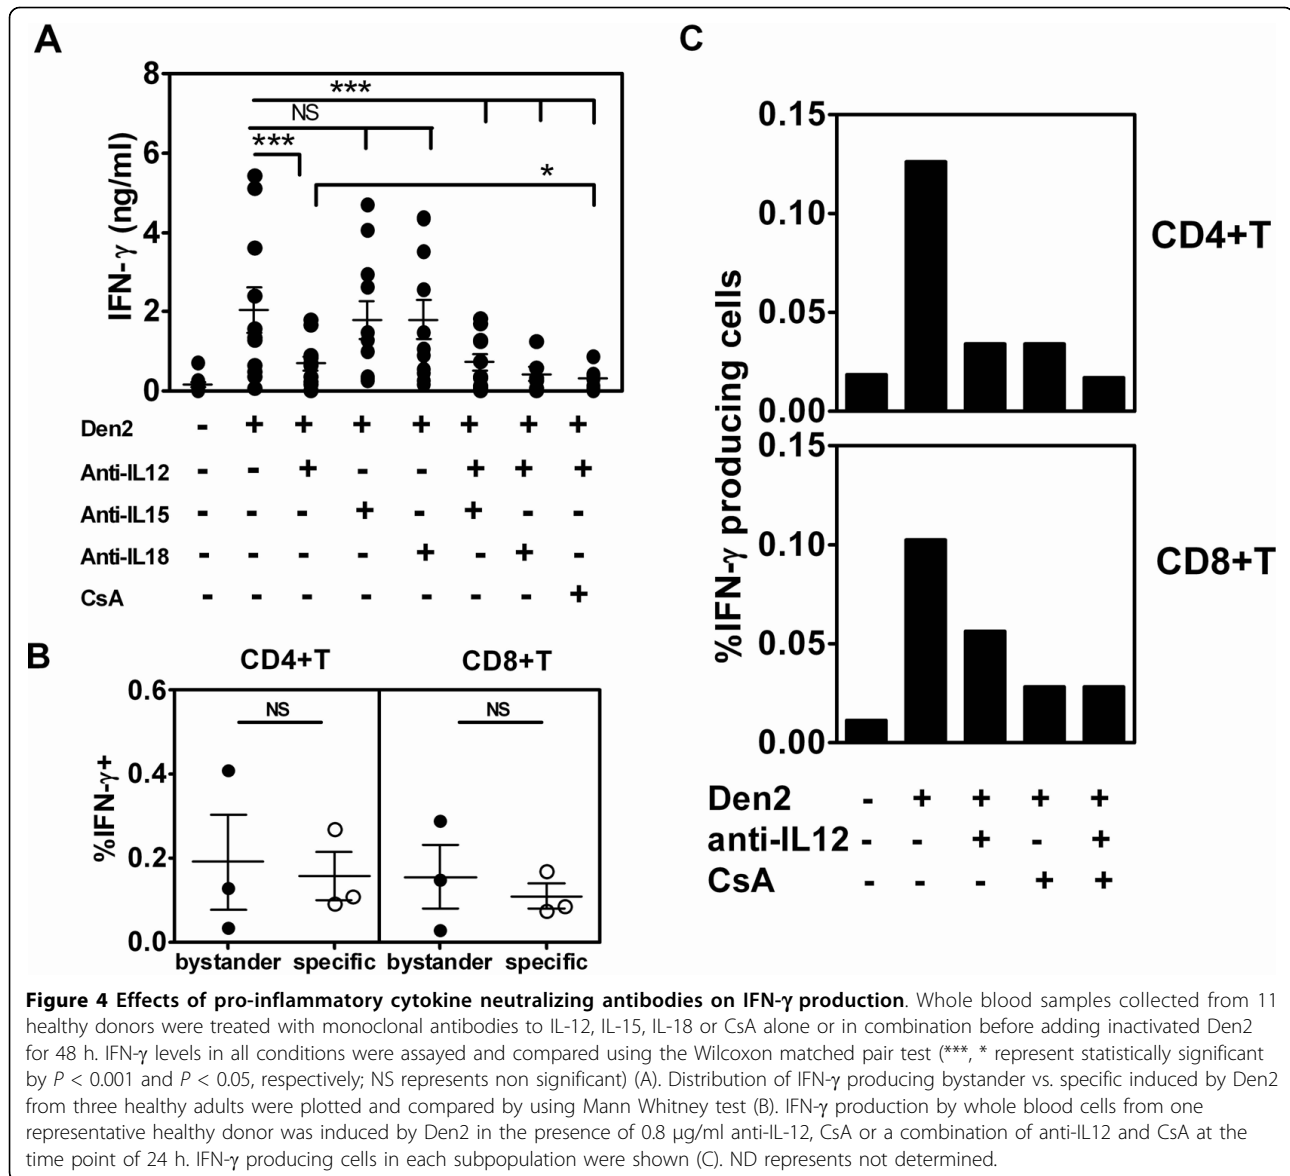 A
8
6
4
2
0
IFN-γ (ng/ml)
***
NS
***
*
Den2 - + + + + + + +
Anti-IL12 - - + - - + + +
Anti-IL15 - - - + - + - -
Anti-IL18 - - - - + - + -
CsA - - - - - - - +
B
CD4+T CD8+T
0.6
0.4
0.2
0.0
%IFN-γ+
NS NS
bystander specific bystander specific
C
0.15
0.10
0.05
0.00
CD4+T
%IFN-γ producing cells
0.15
0.10
0.05
0.00
CD8+T
Den2 - + + + +
anti-IL12 - - + - +
CsA - - - + +
Figure 4 Effects of pro-inflammatory cytokine neutralizing antibodies on IFN-γ production. Whole blood samples collected from 11
healthy donors were treated with monoclonal antibodies to IL-12, IL-15, IL-18 or CsA alone or in combination before adding inactivated Den2
for 48 h. IFN-γ levels in all conditions were assayed and compared using the Wilcoxon matched pair test (***, * represent statistically significant
by P < 0.001 and P < 0.05, respectively; NS represents non significant) (A). Distribution of IFN-γ producing bystander vs. specific induced by Den2
from three healthy adults were plotted and compared by using Mann Whitney test (B). IFN-γ production by whole blood cells from one
representative healthy donor was induced by Den2 in the presence of 0.8 μg/ml anti-IL-12, CsA or a combination of anti-IL12 and CsA at the
time point of 24 h. IFN-γ producing cells in each subpopulation were shown (C). ND represents not determined.